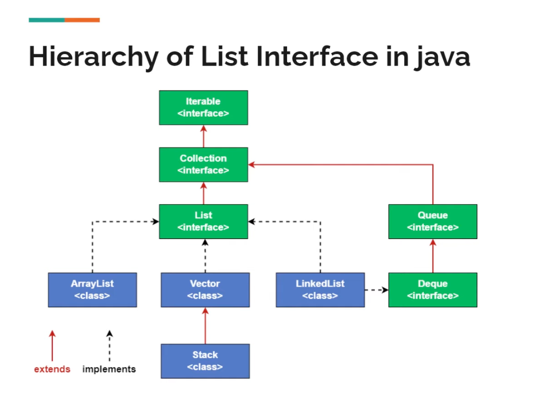 Hierarchy of List Interface in java
Iterable
<interface>
Collection
<interface>
List
<interface>
Queue
<interface>
ArrayList
<class>
Vector
<class>
LinkedList
<class>
Deque
<interface>
Stack
<class>
extends
implements